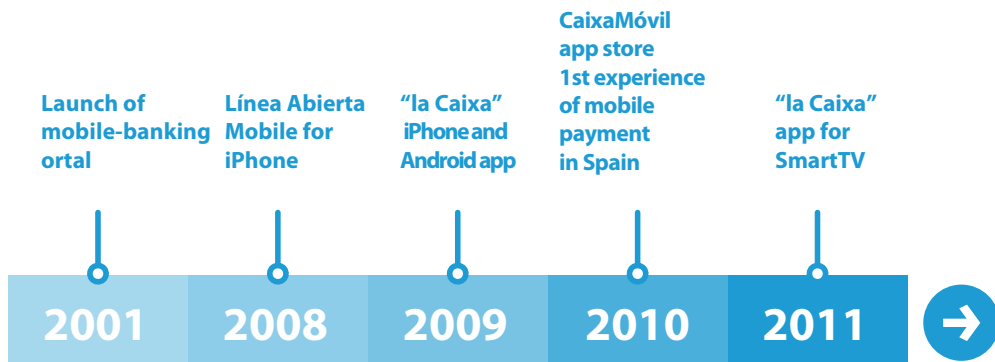 Launch of
mobile-banking
ortal
Línea Abierta
Mobile for
iPhone
“la Caixa”
iPhone and
Android app
CaixaMóvil
app store
1st experience
of mobile
payment
in Spain
“la Caixa”
app for
SmartTV
2001
2008
2009
2010
2011